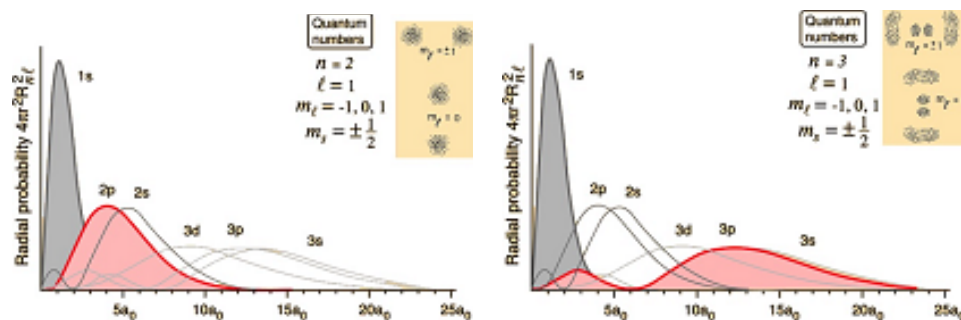 Quantum
numbers
n = 2
ℓ = 1
mℓ = -1, 0, 1
ms = ± 1/2
mℓ = ±1
mℓ = 0
Radial probability 4πr²R²nℓ
1s
2p
2s
3d
3p
3s
5a₀
10a₀
15a₀
20a₀
25a₀
Quantum
numbers
n = 3
ℓ = 1
mℓ = -1, 0, 1
ms = ± 1/2
mℓ = ±1
mℓ =
Radial probability 4πr²R²nℓ
1s
2p
2s
3d
3p
3s
5a₀
10a₀
15a₀
20a₀
25a₀